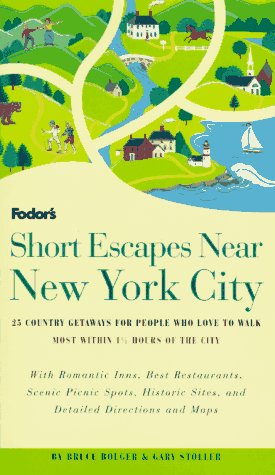 Fodor's
Short Escapes Near
New York City
25 COUNTRY GETAWAYS FOR PEOPLE WHO LOVE TO WALK
MOST WITHIN 1½ HOURS OF THE CITY
With Romantic Inns, Best Restaurants,
Scenic Picnic Spots, Historic Sites, and
Detailed Directions and Maps
BY BRUCE BOLGER & GARY STOLLER